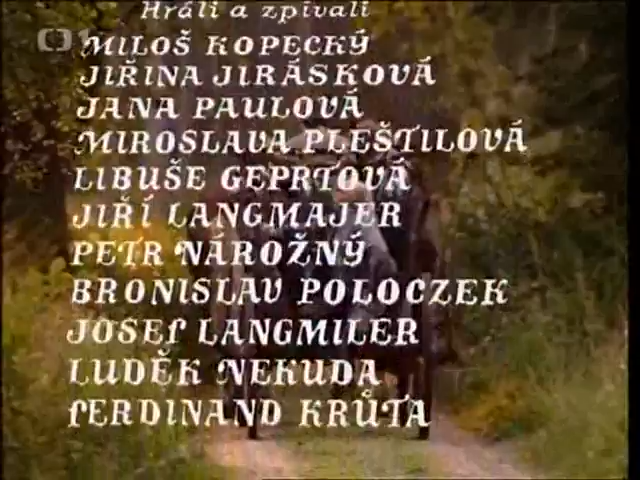 Hráli a zpívali
MILOŠ KOPECKÝ
JIŘINA JIRÁSKOVÁ
JANA PAULOVÁ
MIROSLAVA PLEŠTILOVÁ
LIBUŠE GEPRTOVÁ
JIŘÍ LANGMAJER
PETR NÁROŽNÝ
BRONISLAV POLOCZEK
JOSEF LANGMILER
LUDĚK NEKUDA
FERDINAND KRŮTA